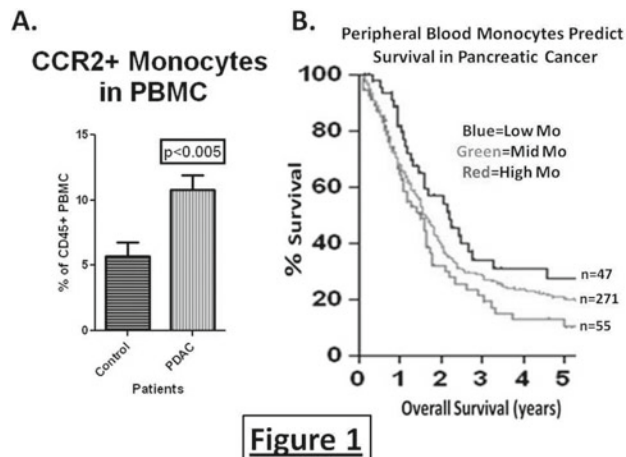 A.
CCR2+ Monocytes
in PBMC
p<0.005
15
10
5
0
% of CD45+ PBMC
Control
PDAC
Patients
B.
Peripheral Blood Monocytes Predict
Survival in Pancreatic Cancer
100
80
60
40
20
0
% Survival
Blue=Low Mo
Green=Mid Mo
Red=High Mo
n=47
n=271
n=55
0 1 2 3 4 5
Overall Survival (years)
Figure 1